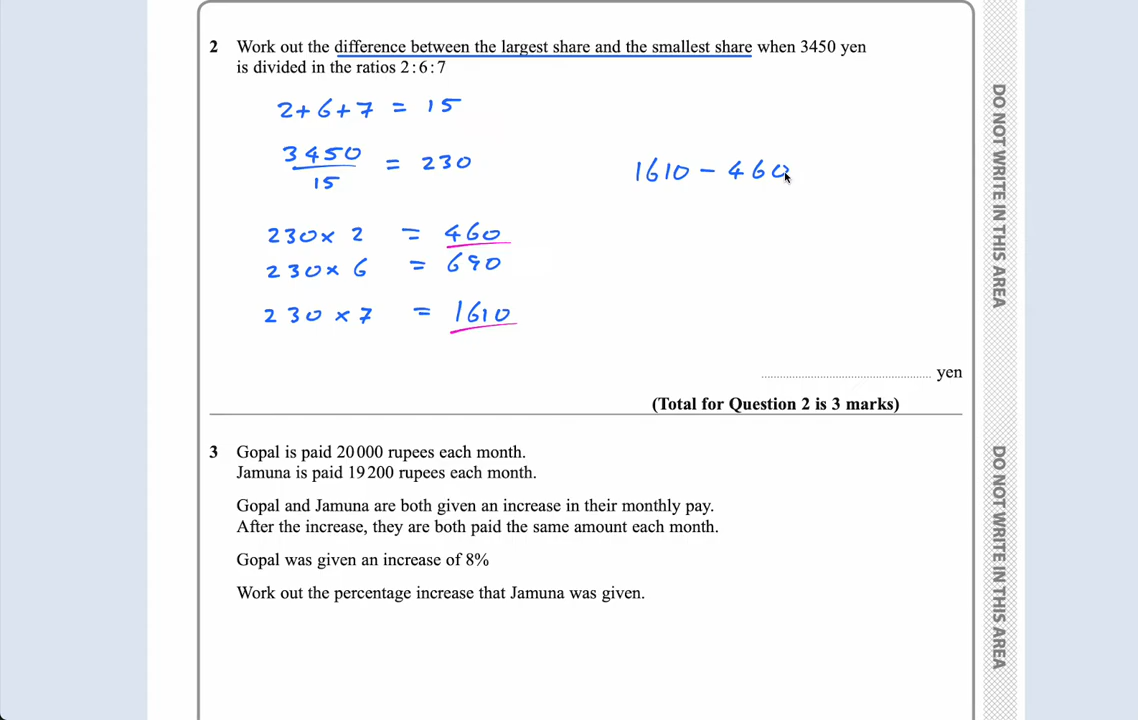 2 Work out the difference between the largest share and the smallest share when 3450 yen
is divided in the ratios 2:6:7
2+6+7 = 15
3450/15 = 230
1610 - 460
230 × 2 = 460
230 × 6 = 690
230 × 7 = 1610
yen
(Total for Question 2 is 3 marks)
3 Gopal is paid 20 000 rupees each month.
Jamuna is paid 19 200 rupees each month.
Gopal and Jamuna are both given an increase in their monthly pay.
After the increase, they are both paid the same amount each month.
Gopal was given an increase of 8%
Work out the percentage increase that Jamuna was given.
DO NOT WRITE IN THIS AREA
DO NOT WRITE IN THIS AREA